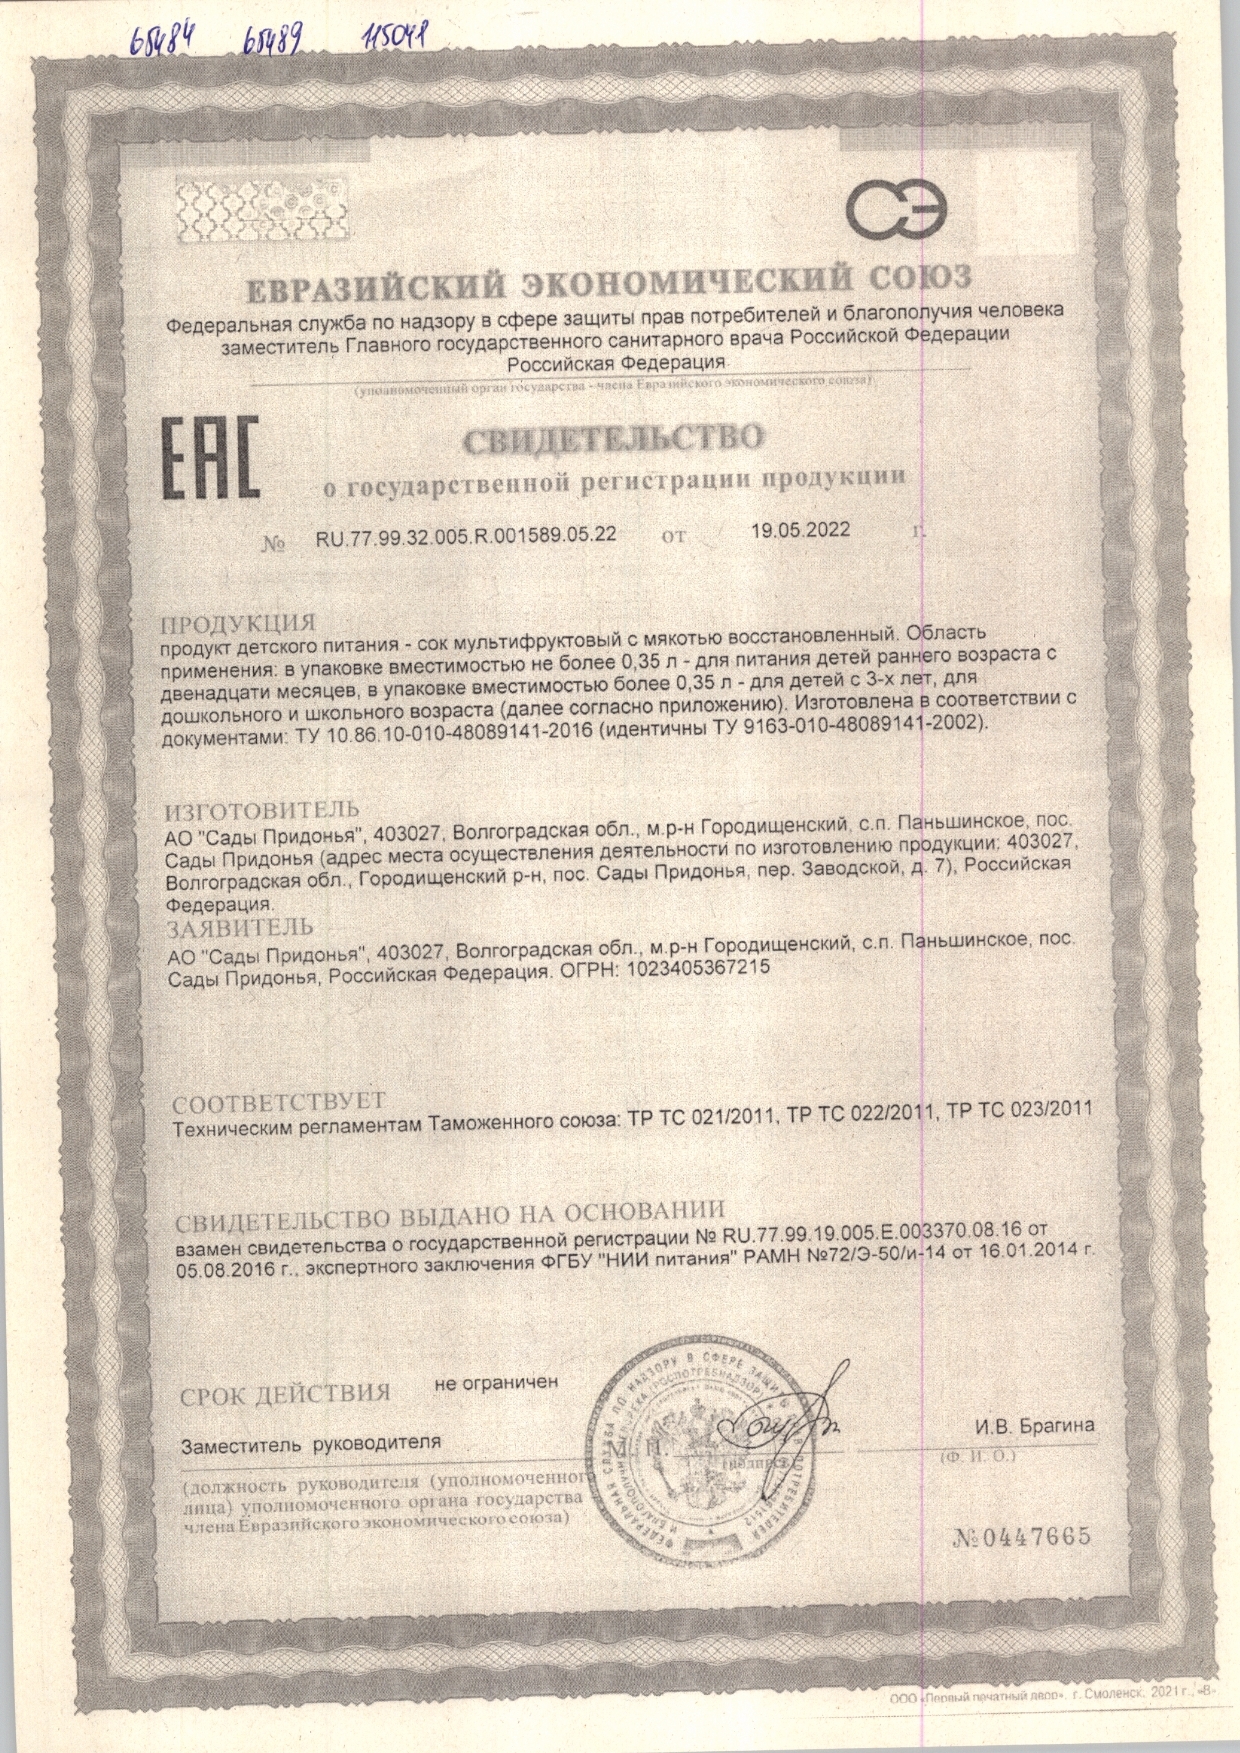 65484 65489 115041
СЭ
ЕВРАЗИЙСКИЙ ЭКОНОМИЧЕСКИЙ СОЮЗ
Федеральная служба по надзору в сфере защиты прав потребителей и благополучия человека
заместитель Главного государственного санитарного врача Российской Федерации
Российская Федерация
(уполномоченный орган государства - члена Евразийского экономического союза)
ЕАС
СВИДЕТЕЛЬСТВО
о государственной регистрации продукции
№ RU.77.99.32.005.R.001589.05.22 от 19.05.2022 г.
ПРОДУКЦИЯ
продукт детского питания - сок мультифруктовый с мякотью восстановленный. Область
применения: в упаковке вместимостью не более 0,35 л - для питания детей раннего возраста с
двенадцати месяцев, в упаковке вместимостью более 0,35 л - для детей с 3-х лет, для
дошкольного и школьного возраста (далее согласно приложению). Изготовлена в соответствии с
документами: ТУ 10.86.10-010-48089141-2016 (идентичны ТУ 9163-010-48089141-2002).
ИЗГОТОВИТЕЛЬ
АО "Сады Придонья", 403027, Волгоградская обл., м.р-н Городищенский, с.п. Паньшинское, пос.
Сады Придонья (адрес места осуществления деятельности по изготовлению продукции: 403027,
Волгоградская обл., Городищенский р-н, пос. Сады Придонья, пер. Заводской, д. 7), Российская
Федерация.
ЗАЯВИТЕЛЬ
АО "Сады Придонья", 403027, Волгоградская обл., м.р-н Городищенский, с.п. Паньшинское, пос.
Сады Придонья, Российская Федерация. ОГРН: 1023405367215
СООТВЕТСТВУЕТ
Техническим регламентам Таможенного союза: ТР ТС 021/2011, ТР ТС 022/2011, ТР ТС 023/2011
СВИДЕТЕЛЬСТВО ВЫДАНО НА ОСНОВАНИИ
взамен свидетельства о государственной регистрации № RU.77.99.19.005.Е.003370.08.16 от
05.08.2016 г., экспертного заключения ФГБУ "НИИ питания" РАМН №72/Э-50/и-14 от 16.01.2014 г.
СРОК ДЕЙСТВИЯ не ограничен
Заместитель руководителя М. П. И.В. Брагина
(подпись) (Ф. И. О.)
(должность руководителя (уполномоченного
лица) уполномоченного органа государства
члена Евразийского экономического союза)
№0447665
ООО «Первый печатный двор», г. Смоленск, 2021 г., «В»